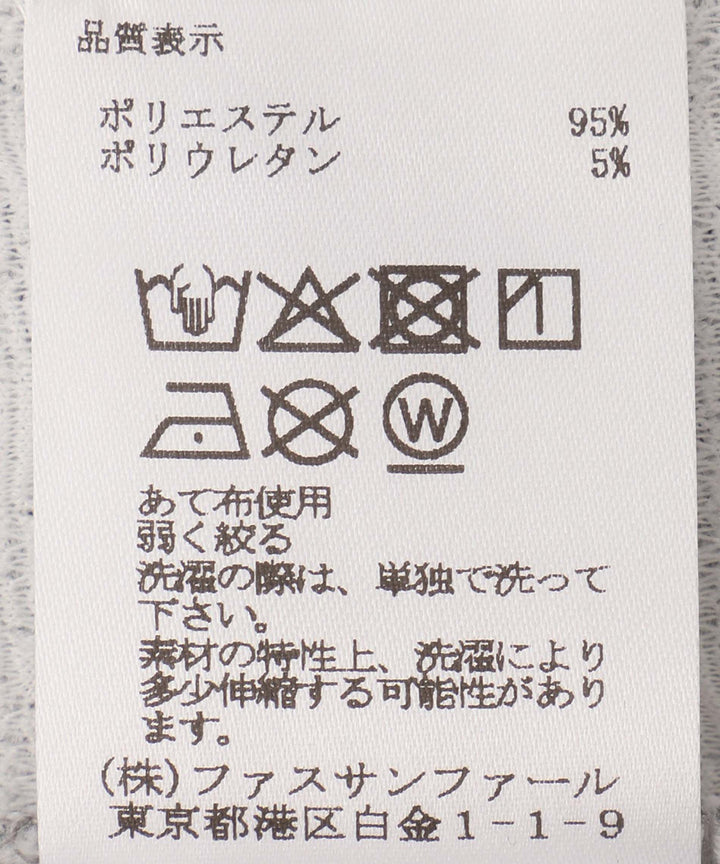 品質表示
ポリエステル 95%
ポリウレタン 5%
W
あて布使用
弱く絞る
洗濯の際は、単独で洗って
下さい。
素材の特性上、洗濯により
多少伸縮する可能性があり
ます。
(株)ファスサンファール
東京都港区白金1-1-9